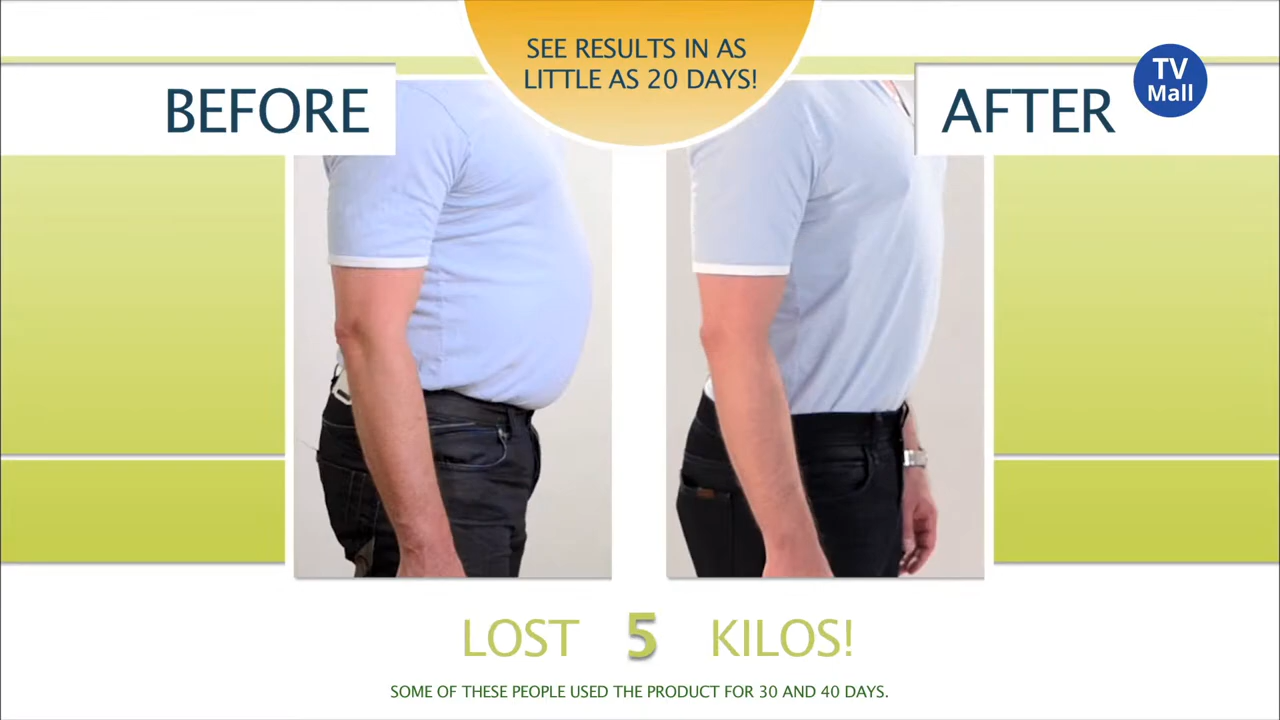 SEE RESULTS IN AS
LITTLE AS 20 DAYS!
BEFORE
AFTER
TV
Mall
LOST 5 KILOS!
SOME OF THESE PEOPLE USED THE PRODUCT FOR 30 AND 40 DAYS.